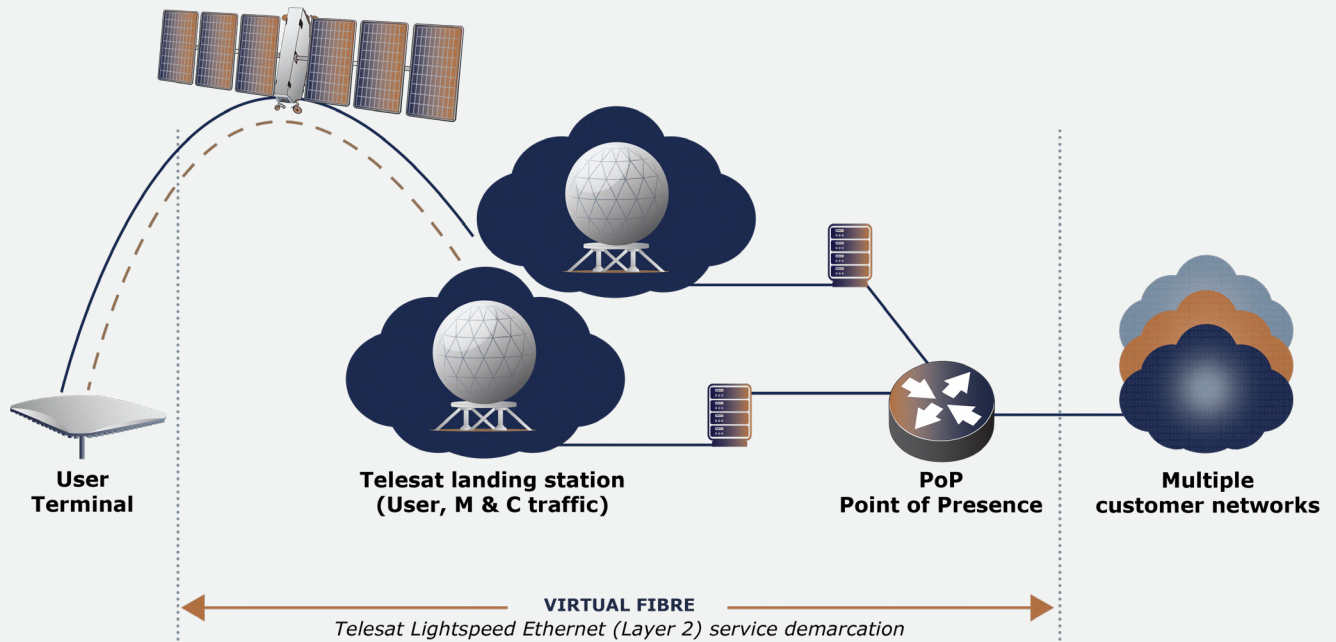 User
Terminal
Telesat landing station
(User, M & C traffic)
PoP
Point of Presence
Multiple
customer networks
VIRTUAL FIBRE
Telesat Lightspeed Ethernet (Layer 2) service demarcation